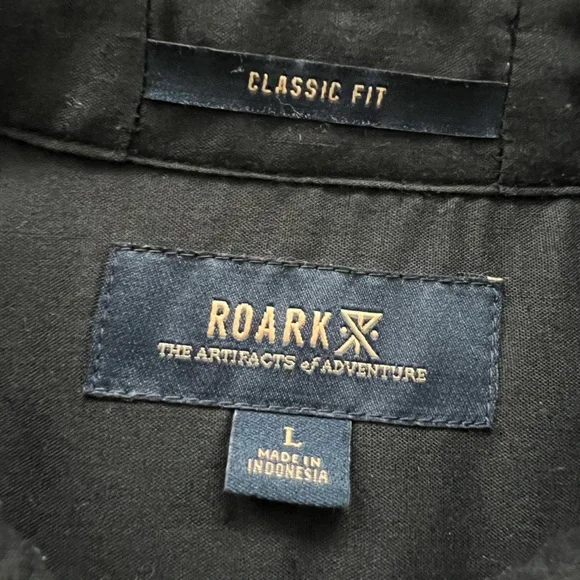 CLASSIC FIT
ROARK
THE ARTIFACTS of ADVENTURE
L
MADE IN
INDONESIA